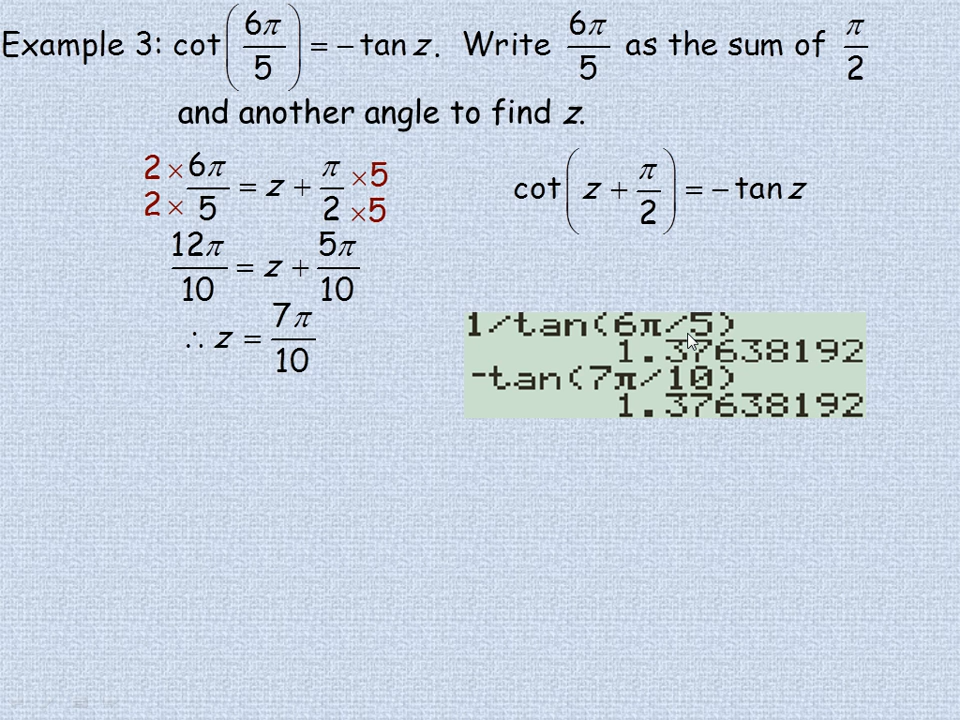 Example 3: cot(6π/5) = − tan z. Write 6π/5 as the sum of π/2
and another angle to find z.
2 × 6π / 2 × 5 = z + π/2 ×5 ×5
cot(z + π/2) = − tan z
12π/10 = z + 5π/10
∴ z = 7π/10
1/tan(6π/5)
1.37638192
-tan(7π/10)
1.37638192